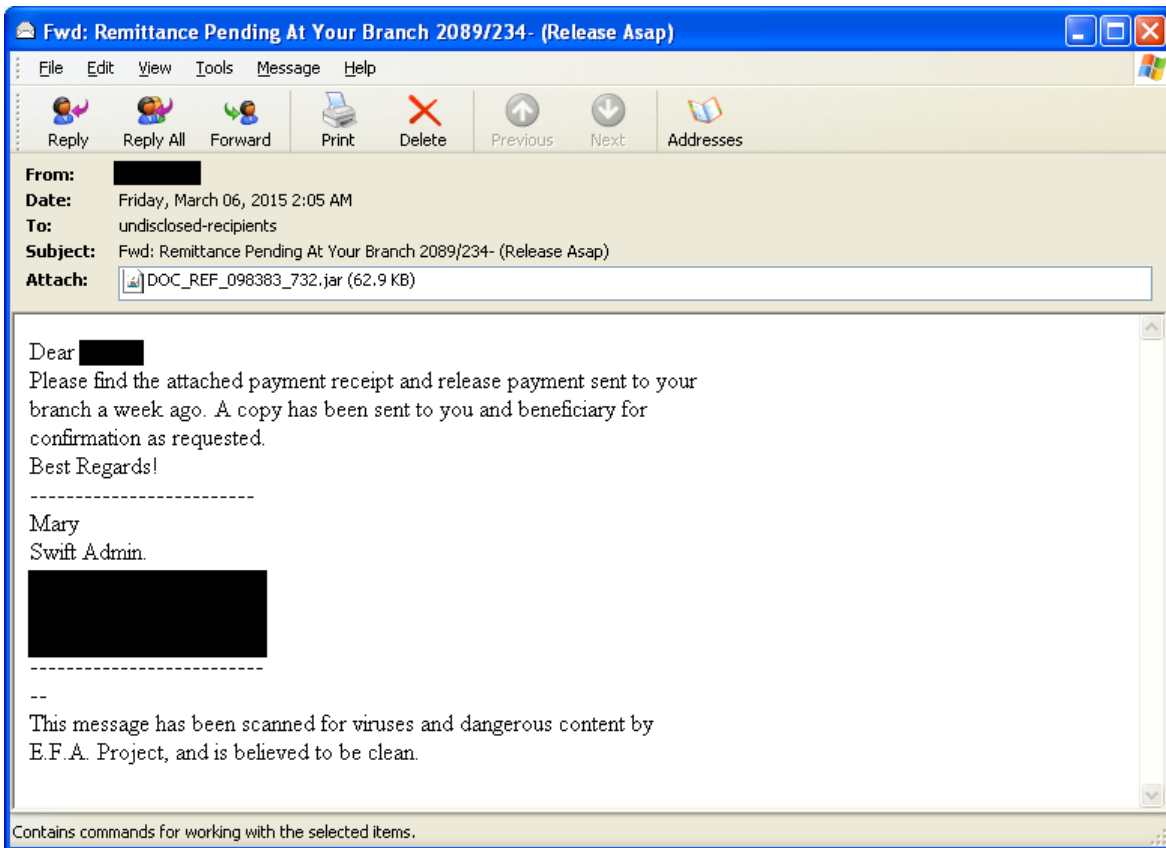 Fwd: Remittance Pending At Your Branch 2089/234- (Release Asap)
File Edit View Tools Message Help
Reply Reply All Forward Print Delete Previous Next Addresses
From:
Date: Friday, March 06, 2015 2:05 AM
To: undisclosed-recipients
Subject: Fwd: Remittance Pending At Your Branch 2089/234- (Release Asap)
Attach: DOC_REF_098383_732.jar (62.9 KB)
Dear
Please find the attached payment receipt and release payment sent to your
branch a week ago. A copy has been sent to you and beneficiary for
confirmation as requested.
Best Regards!
-------------------------
Mary
Swift Admin.
--------------------------
--
This message has been scanned for viruses and dangerous content by
E.F.A. Project, and is believed to be clean.
Contains commands for working with the selected items.